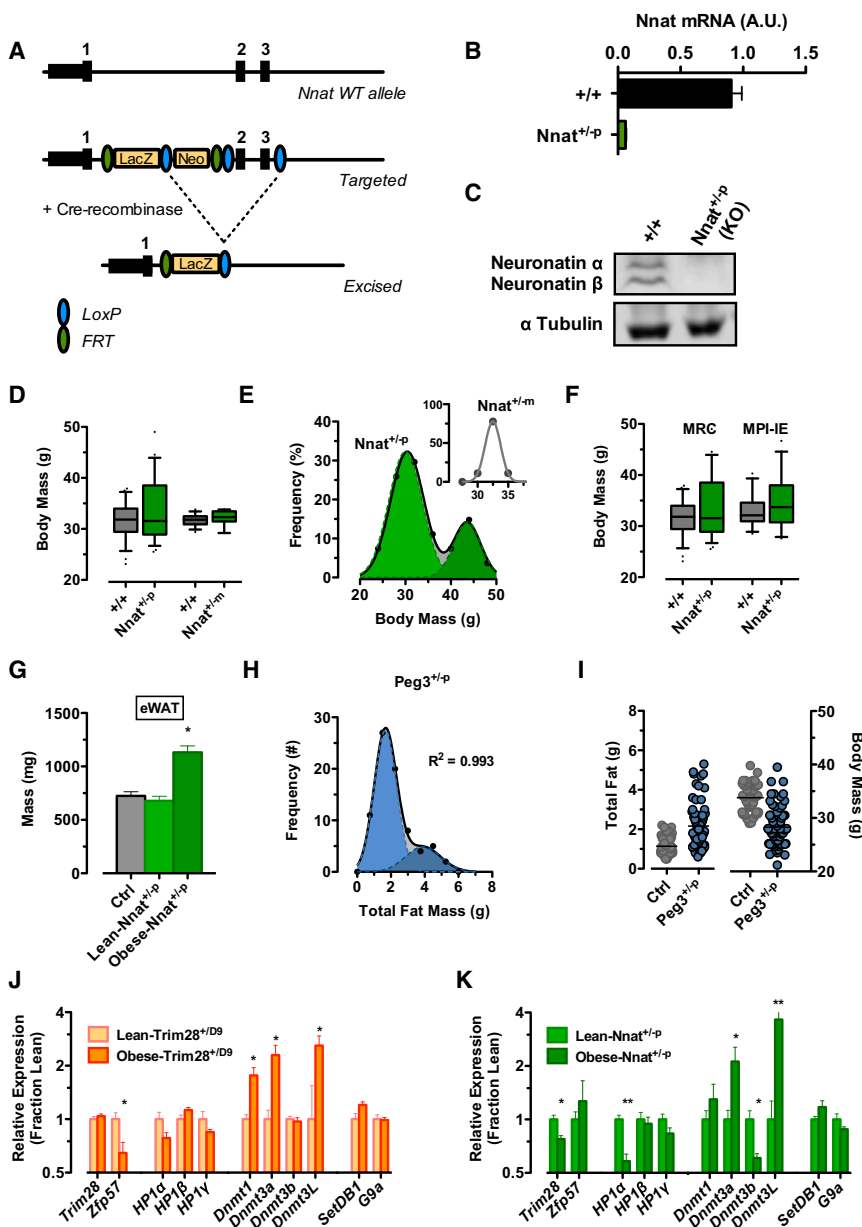 A
1
2
3
Nnat WT allele
1
LacZ
Neo
2
3
Targeted
+ Cre-recombinase
1
LacZ
Excised
LoxP
FRT
B
Nnat mRNA (A.U.)
0.0
0.5
1.0
1.5
+/+
Nnat+/-p
C
+/+
Nnat+/-p
(KO)
Neuronatin α
Neuronatin β
α Tubulin
D
Body Mass
(g)
50
40
30
20
+/+
Nnat+/-p
+/+
Nnat+/-m
E
Frequency (%)
40
30
20
10
0
Nnat+/-p
100
50
0
Nnat+/-m
30
35
20
30
40
50
Body Mass (g)
F
Body Mass
(g)
50
40
30
20
MRC
MPI-IE
+/+
Nnat+/-p
+/+
Nnat+/-p
G
eWAT
Mass
(mg)
1500
1000
500
0
*
Ctrl
Lean-Nnat+/-p
Obese-Nnat+/-p
H
Peg3+/-p
Frequency (#)
30
20
10
0
R2 = 0.993
0
2
4
6
8
Total Fat Mass (g)
I
Total Fat (g)
8
6
4
2
0
50
40
30
20
Body Mass
(g)
Ctrl
Peg3+/-p
Ctrl
Peg3+/-p
J
Relative Expression
(Fraction Lean)
4
2
1
0.5
Lean-Trim28+/D9
Obese-Trim28+/D9
*
*
*
*
Trim28
Zfp57
HP1α
HP1β
HP1γ
Dnmt1
Dnmt3a
Dnmt3b
Dnmt3L
SetDB1
G9a
K
Relative Expression
(Fraction Lean)
4
2
1
0.5
Lean-Nnat+/-p
Obese-Nnat+/-p
*
**
*
*
**
Trim28
Zfp57
HP1α
HP1β
HP1γ
Dnmt1
Dnmt3a
Dnmt3b
Dnmt3L
SetDB1
G9a